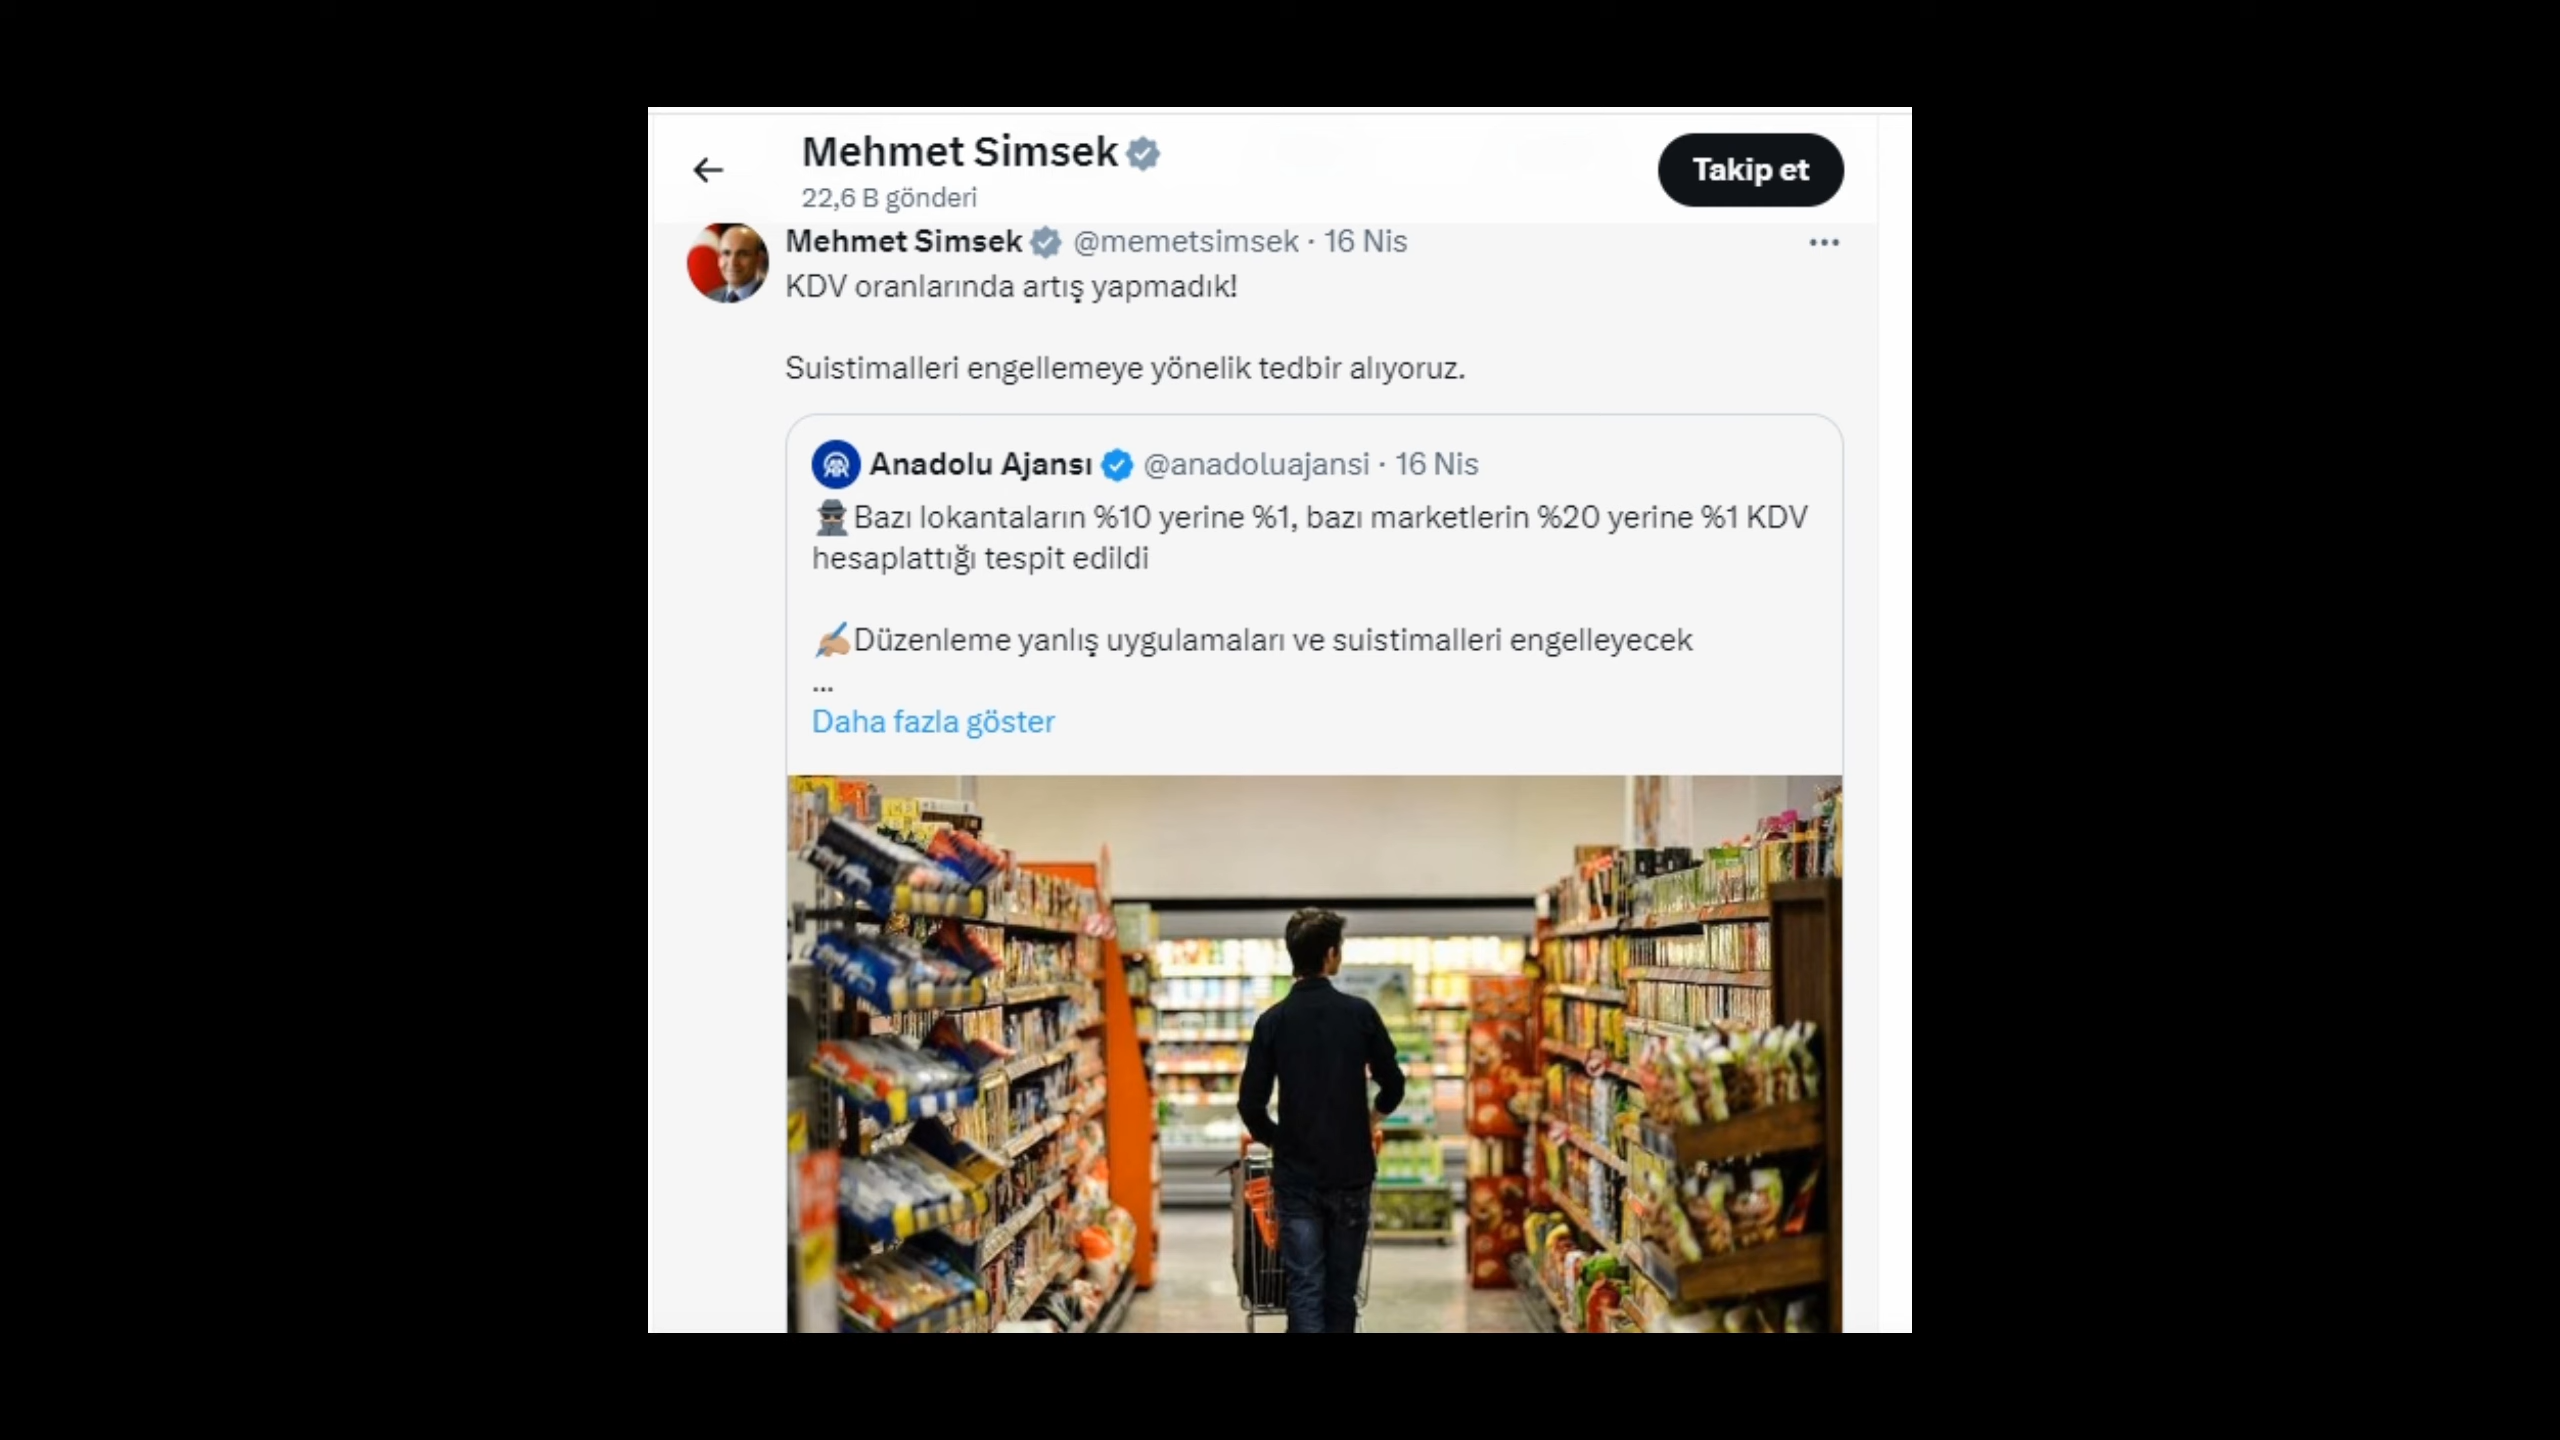 Mehmet Simsek
22,6 B gönderi
Takip et
Mehmet Simsek @memetsimsek · 16 Nis
KDV oranlarında artış yapmadık!
Suistimalleri engellemeye yönelik tedbir alıyoruz.
Anadolu Ajansı @anadoluajansi · 16 Nis
Bazı lokantaların %10 yerine %1, bazı marketlerin %20 yerine %1 KDV
hesaplattığı tespit edildi
Düzenleme yanlış uygulamaları ve suistimalleri engelleyecek
...
Daha fazla göster